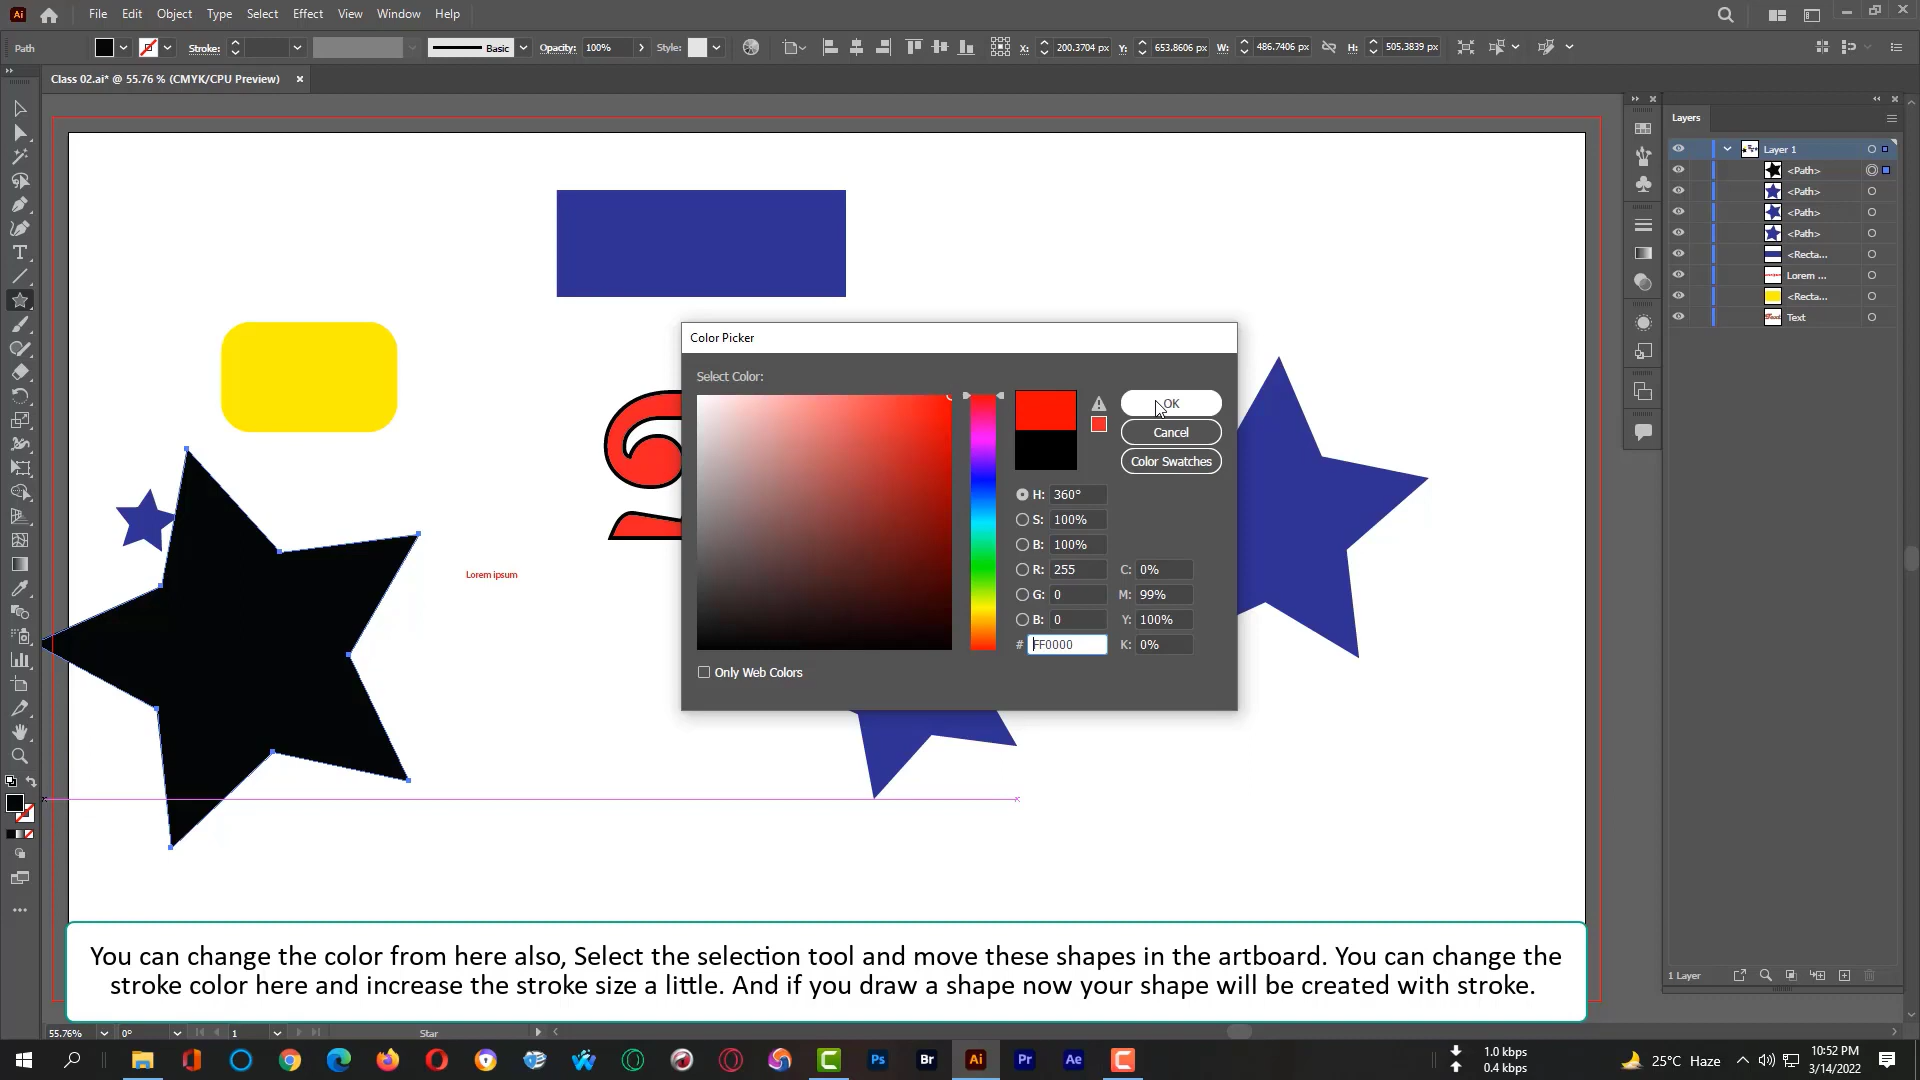 File Edit Object Type Select Effect View Window Help
Path Stroke: Basic Opacity: 100% Style: X: 200.3704 px Y: 653.8606 px W: 486.7406 px H: 505.3839 px
Class 02.ai* @ 55.76 % (CMYK/CPU Preview)
Layers
Layer 1
<Path>
<Path>
<Path>
<Path>
<Recta...
Lorem ...
<Recta...
Text
Color Picker
Select Color:
OK
Cancel
Color Swatches
H: 360°
S: 100%
B: 100%
R: 255 C: 0%
G: 0 M: 99%
B: 0 Y: 100%
# FF0000 K: 0%
Only Web Colors
Lorem ipsum
You can change the color from here also, Select the selection tool and move these shapes in the artboard. You can change the
stroke color here and increase the stroke size a little. And if you draw a shape now your shape will be created with stroke.
1 Layer
55.76% 0° 1 Star
Ps Br Ai Pr Ae
1.0 kbps
0.4 kbps
25°C Haze
10:52 PM
3/14/2022